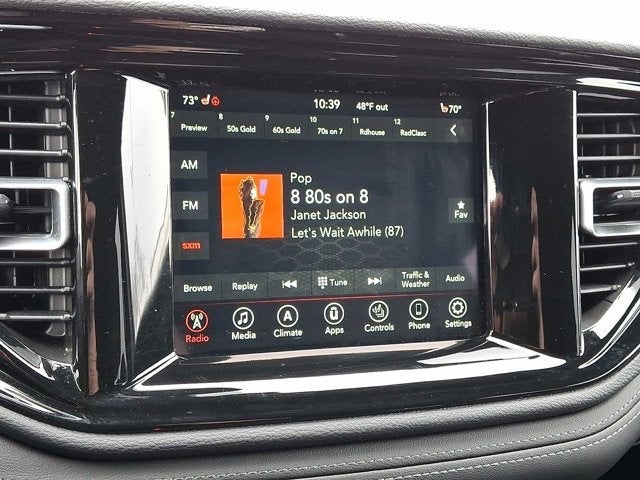 73° 10:39 48°F out 70°
7 8 9 10 11 12
Preview 50s Gold 60s Gold 70s on 7 Rdhouse RadClasc
AM
Pop
8 80s on 8
FM
Janet Jackson
Fav
Let's Wait Awhile (87)
sxm
Browse Replay Tune Traffic & Weather Audio
Radio Media Climate Apps Controls Phone Settings